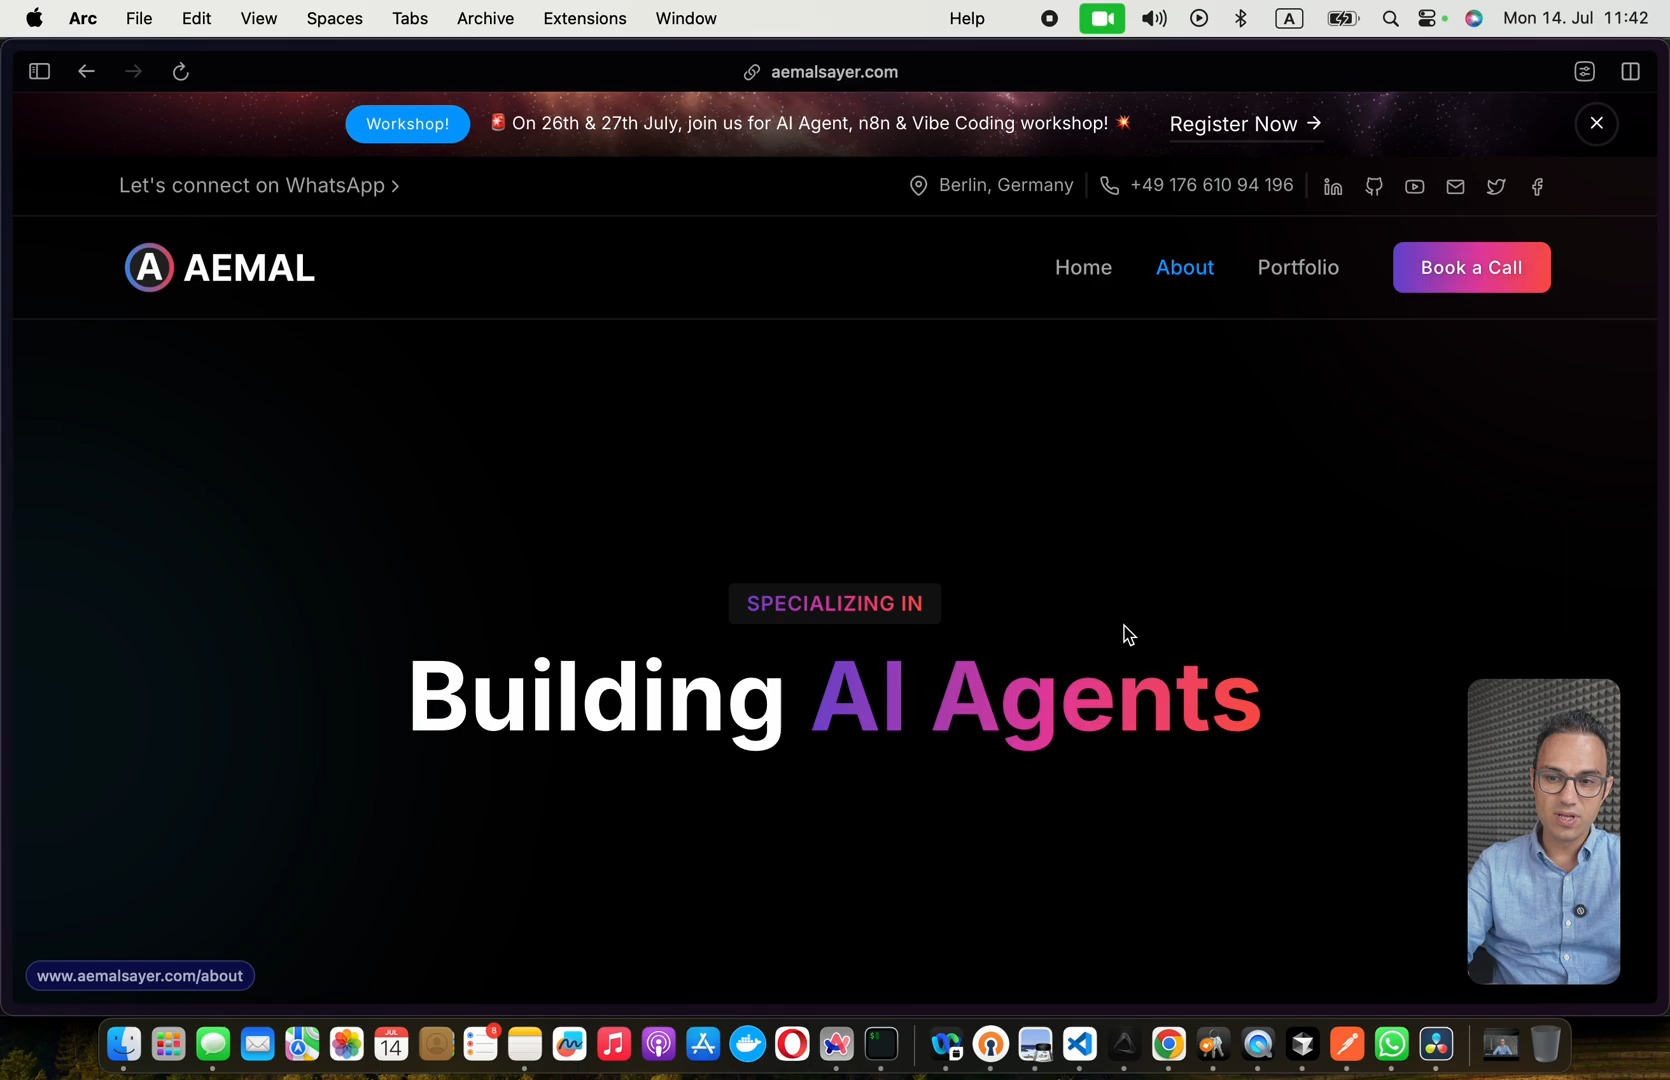 Arc File Edit View Spaces Tabs Archive Extensions Window Help A Mon 14. Jul 11:42
aemalsayer.com
Workshop! 🚨 On 26th & 27th July, join us for AI Agent, n8n & Vibe Coding workshop! 💥 Register Now →
Let's connect on WhatsApp › Berlin, Germany +49 176 610 94 196
A AEMAL Home About Portfolio Book a Call
SPECIALIZING IN
Building AI Agents
www.aemalsayer.com/about
JUL
14
8